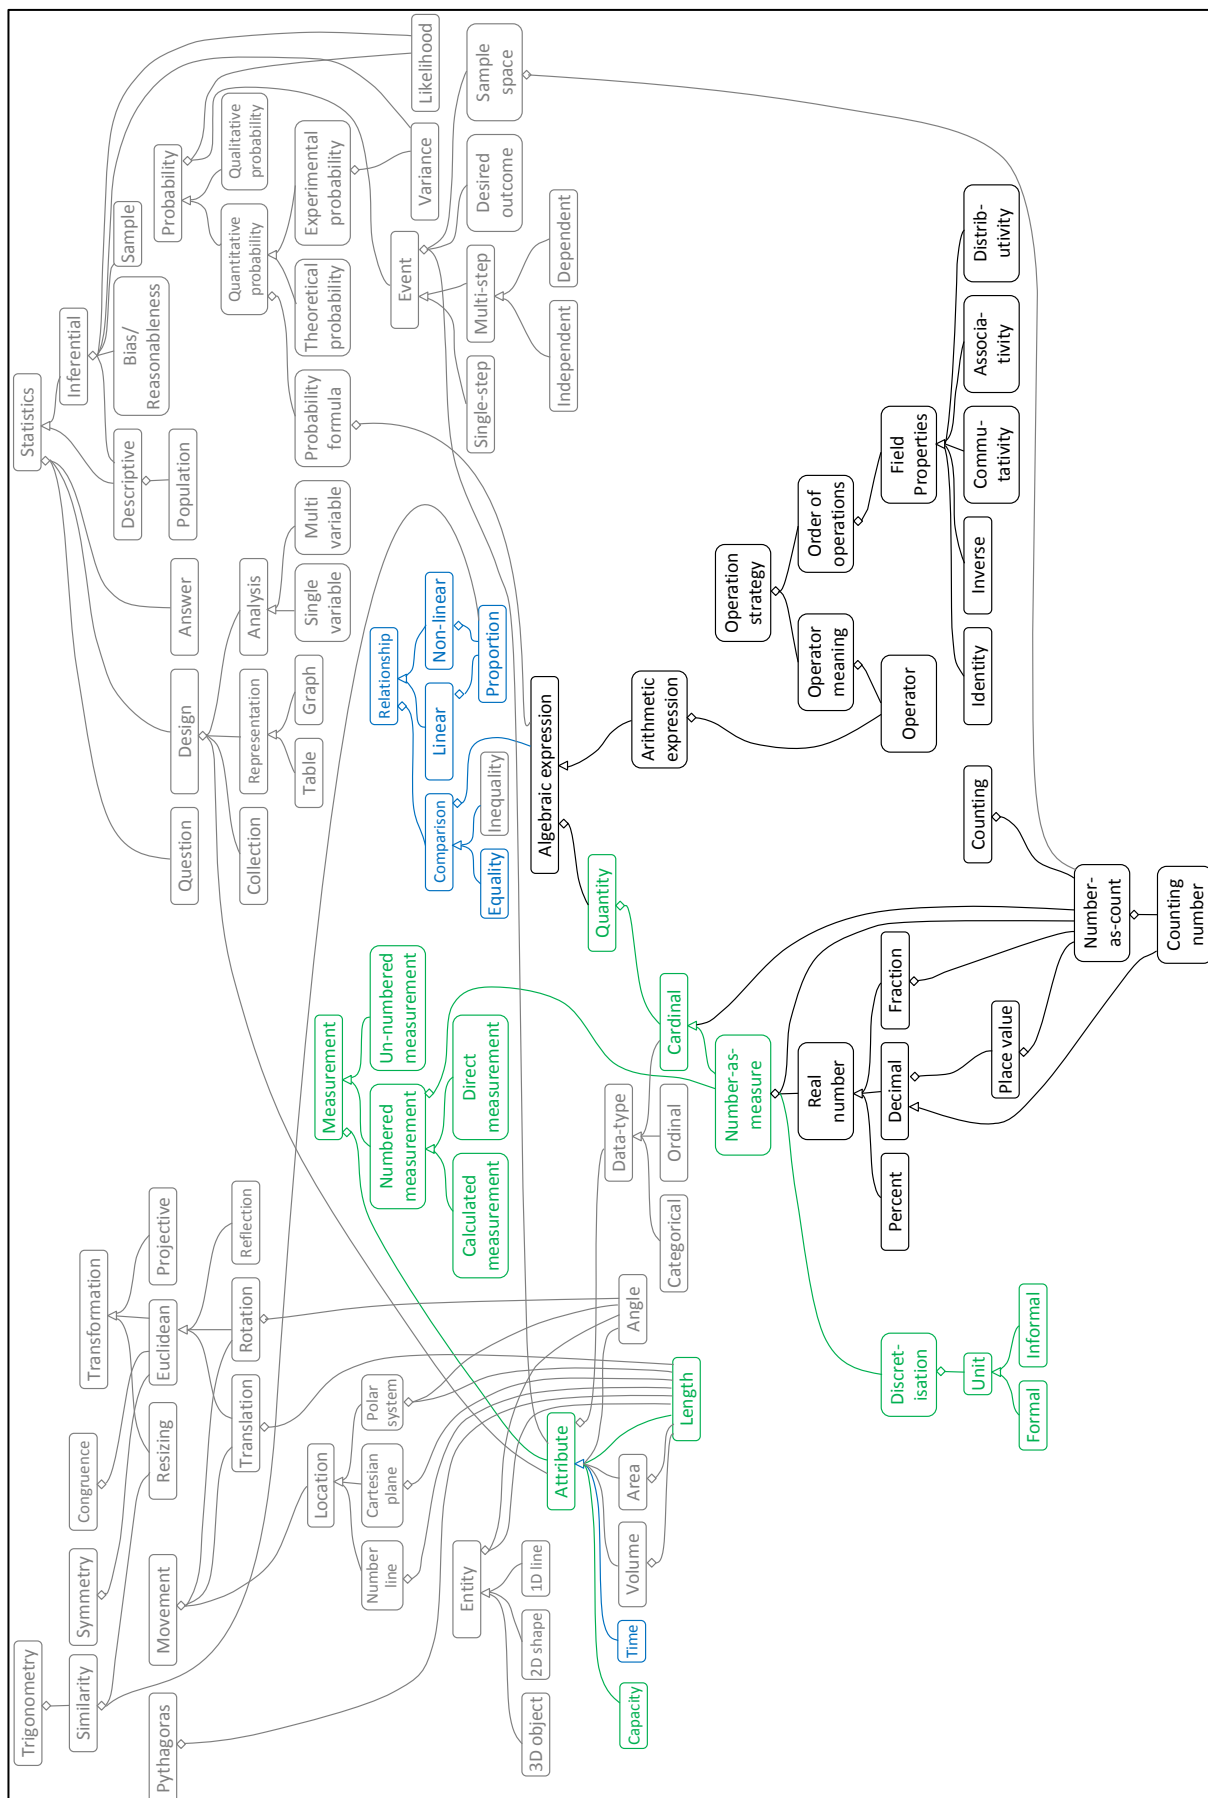 Trigonometry
Statistics
Similarity
Symmetry
Congruence
Transformation
Inferential
Pythagoras
Movement
Resizing
Euclidean
Projective
Question
Design
Answer
Descriptive
Population
Bias/
Reasonableness
Sample
Probability
Translation
Rotation
Reflection
Collection
Representation
Analysis
Quantitative
probability
Qualitative
probability
Location
Table
Graph
Single
variable
Multi
variable
Probability
formula
Theoretical
probability
Experimental
probability
Measurement
Number
line
Cartesian
plane
Polar
system
Numbered
measurement
Un-numbered
measurement
Relationship
Event
Variance
Likelihood
Entity
Calculated
measurement
Direct
measurement
Comparison
Linear
Non-linear
3D object
2D shape
1D line
Equality
Inequality
Proportion
Single-step
Multi-step
Desired
outcome
Sample
space
Attribute
Algebraic expression
Independent
Dependent
Capacity
Time
Volume
Area
Angle
Data-type
Quantity
Length
Categorical
Ordinal
Cardinal
Arithmetic
expression
Number-as-
measure
Operation
strategy
Real
number
Operator
meaning
Order of
operations
Discret-
isation
Percent
Decimal
Fraction
Operator
Field
Properties
Unit
Place value
Counting
Identity
Inverse
Commu-
tativity
Associa-
tivity
Distrib-
utivity
Formal
Informal
Number-
as-count
Counting
number